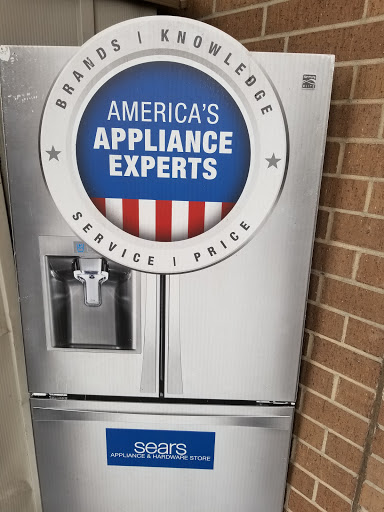 BRANDS | KNOWLEDGE
AMERICA'S
APPLIANCE
EXPERTS
SERVICE | PRICE
sears
APPLIANCE & HARDWARE STORE